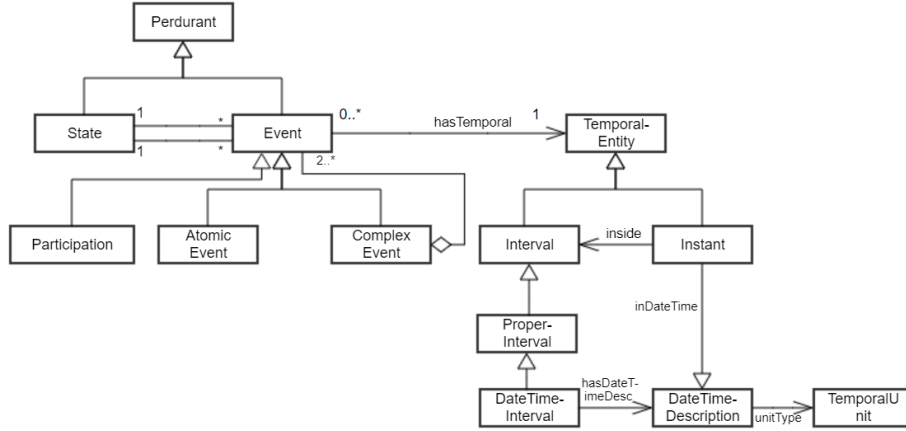 Perdurant
1
*
0..*
hasTemporal
1
State
Event
Temporal-
Entity
1
*
2..*
Participation
Atomic
Event
Complex
Event
Interval
inside
Instant
inDateTime
Proper-
Interval
hasDateT-
imeDesc
DateTime-
Interval
DateTime-
Description
unitType
TemporalU
nit